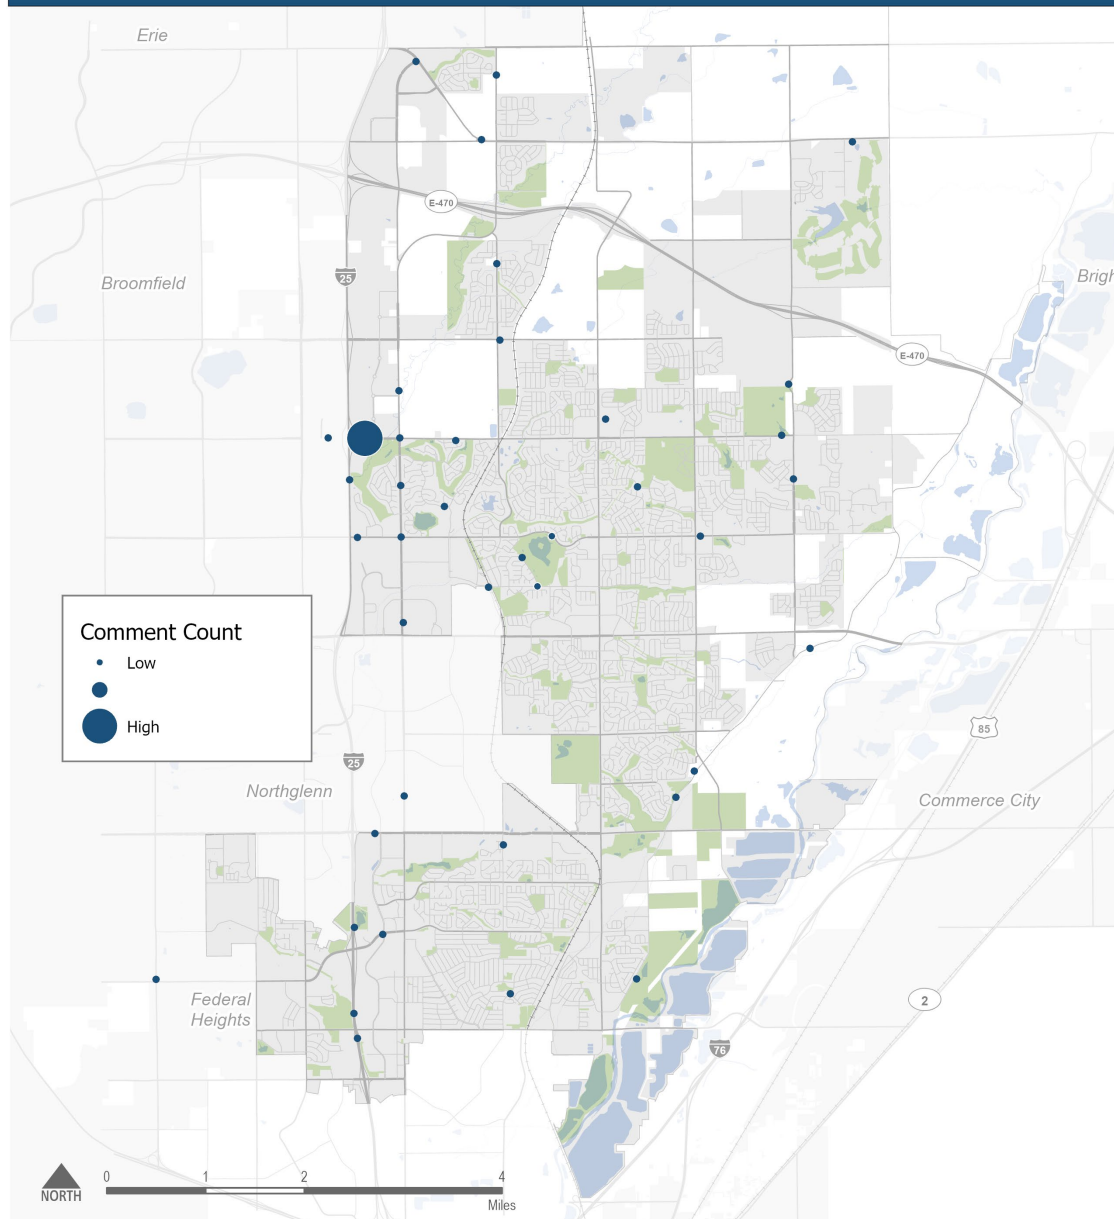 Erie
E-470
25
Broomfield
Brigh
E-470
Comment Count
Low
High
85
25
Northglenn
Commerce City
Federal
Heights
2
76
NORTH
0 1 2 4
Miles